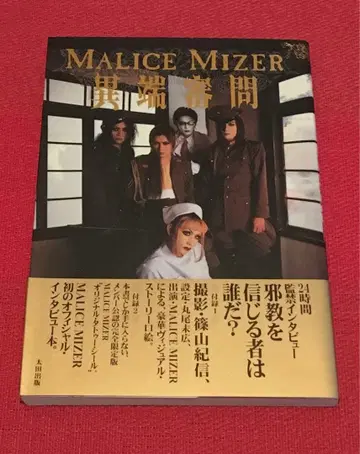 MALICE MIZER
異端審問
24時間
監禁インタビュー
邪教を
信じる者は
誰だ?
付録1
撮影・篠山紀信、
設定・丸尾末広、
出演・MALICE MIZER
による、豪華ヴィジュアル・
ストーリー口絵。
付録2
本書でしか手に入らない、
メンバー公認の完全限定版
MALICE MIZER
オリジナル・タトゥーシール。
MALICE MIZER
初のオフィシャル・
インタビュー本。
太田出版